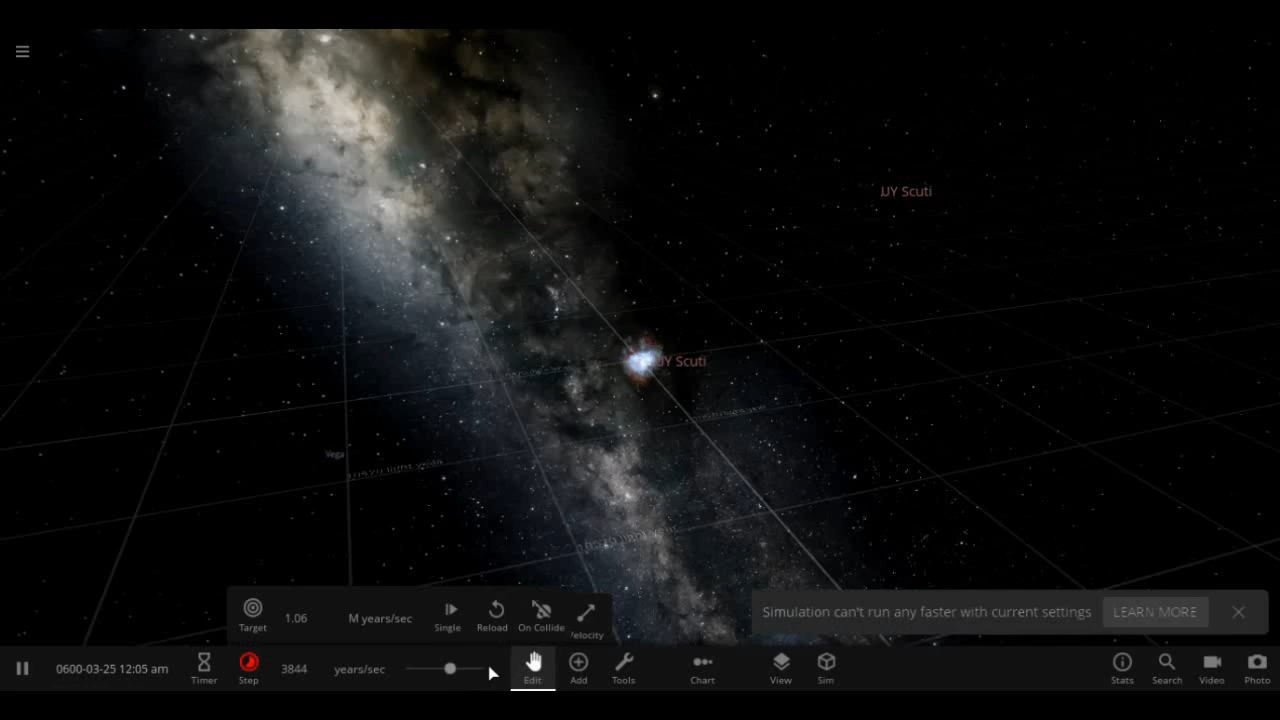 UY Scuti
UY Scuti
Vega
Simulation can't run any faster with current settings
LEARN MORE
Target
1.06
M years/sec
Single
Reload
On Collide
Velocity
0600-03-25 12:05 am
Timer
Step
3844
years/sec
Edit
Add
Tools
Chart
View
Sim
Stats
Search
Video
Photo